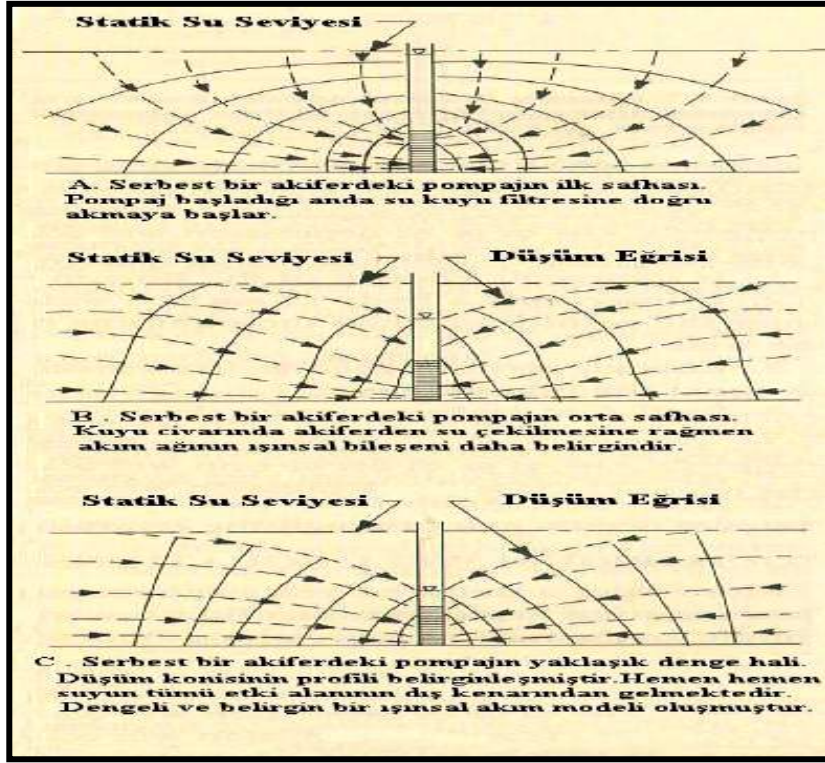 Statik Su Seviyesi
A. Serbest bir akiferdeki pompajın ilk safhası.
Pompaj başladığı anda su kuyu filtresine doğru
akmaya başlar.
Statik Su Seviyesi
Düşüm Eğrisi
B . Serbest bir akiferdeki pompajın orta safhası.
Kuyu civarında akiferden su çekilmesine rağmen
akım ağının ışınsal bileşeni daha belirgindir.
Statik Su Seviyesi
Düşüm Eğrisi
C . Serbest bir akiferdeki pompajın yaklaşık denge hali.
Düşüm konisinin profili belirginleşmiştir.Hemen hemen
suyun tümü etki alanının dış kenarından gelmektedir.
Dengeli ve belirgin bir ışınsal akım modeli oluşmuştur.